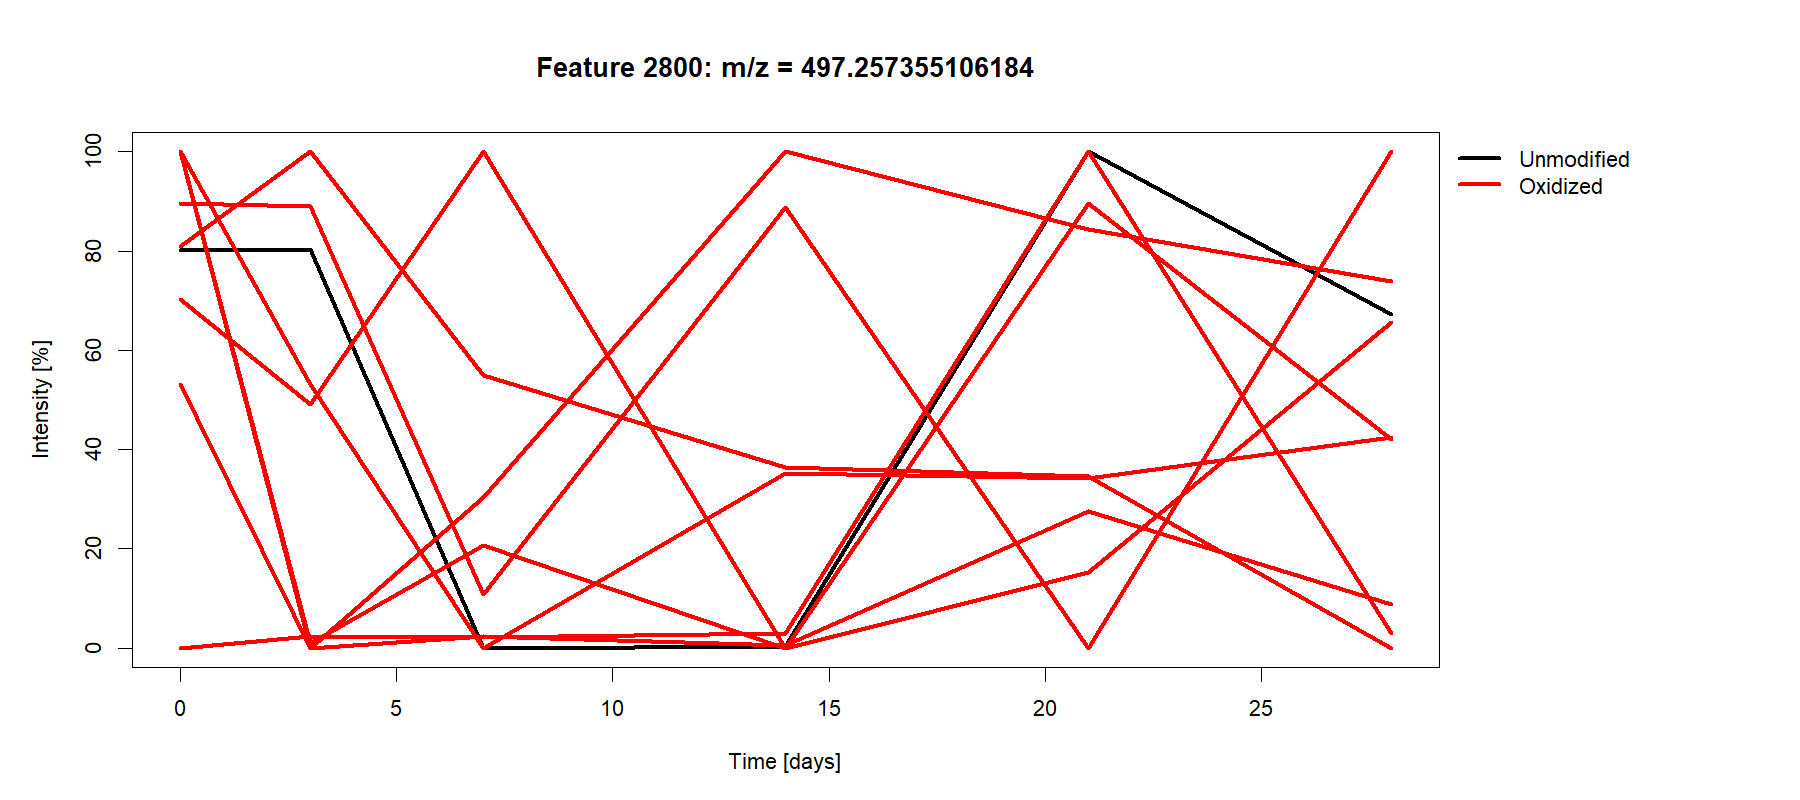 Feature 2800: m/z = 497.257355106184
Unmodified
Oxidized
Intensity [%]
100
80
60
40
20
0
0 5 10 15 20 25
Time [days]